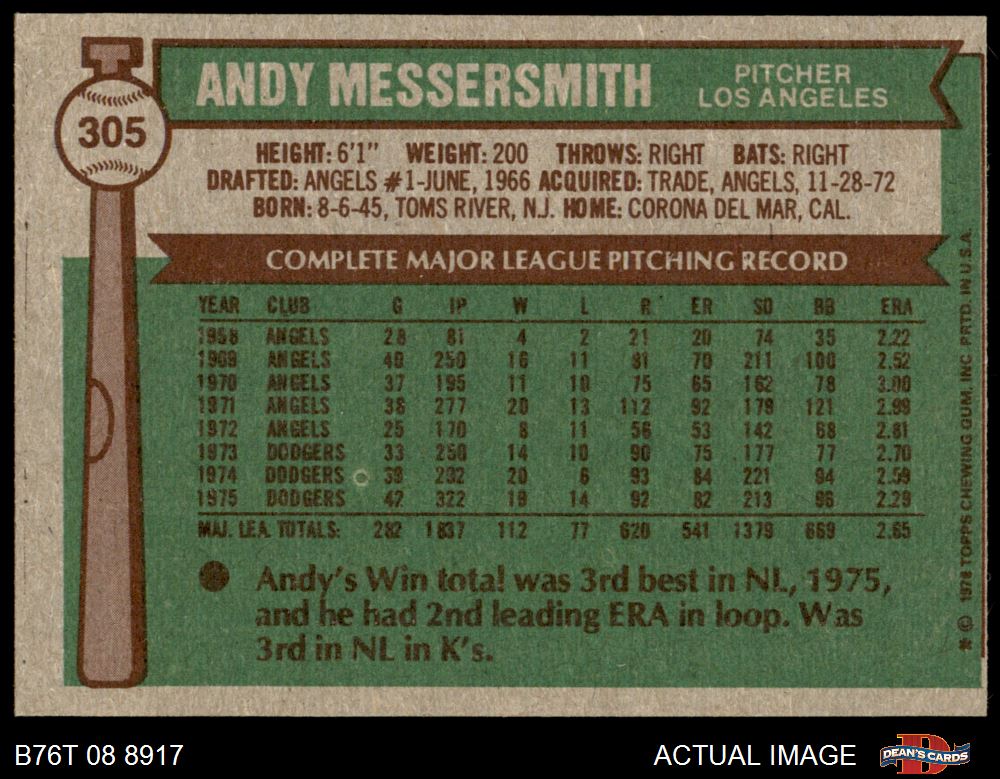 305
ANDY MESSERSMITH
PITCHER
LOS ANGELES
HEIGHT: 6'1" WEIGHT: 200 THROWS: RIGHT BATS: RIGHT
DRAFTED: ANGELS #1-JUNE, 1966 ACQUIRED: TRADE, ANGELS, 11-28-72
BORN: 8-6-45, TOMS RIVER, N.J. HOME: CORONA DEL MAR, CAL.
COMPLETE MAJOR LEAGUE PITCHING RECORD
YEAR CLUB G IP W L R ER SO BB ERA
1968 ANGELS 28 81 4 2 21 20 74 35 2.22
1969 ANGELS 40 250 16 11 81 70 211 100 2.52
1970 ANGELS 37 195 11 10 75 65 162 78 3.00
1971 ANGELS 38 277 20 13 112 92 179 121 2.99
1972 ANGELS 25 170 8 11 56 53 142 68 2.81
1973 DODGERS 33 250 14 10 90 75 177 77 2.70
1974 DODGERS 39 292 20 6 93 84 221 94 2.59
1975 DODGERS 42 322 19 14 92 82 213 96 2.29
MAJ. LEA. TOTALS: 282 1837 112 77 620 541 1379 669 2.65
Andy's Win total was 3rd best in NL, 1975,
and he had 2nd leading ERA in loop. Was
3rd in NL in K's.
* © 1976 TOPPS CHEWING GUM, INC PRTD. IN U.S.A.
B76T 08 8917
ACTUAL IMAGE
DEAN'S CARDS